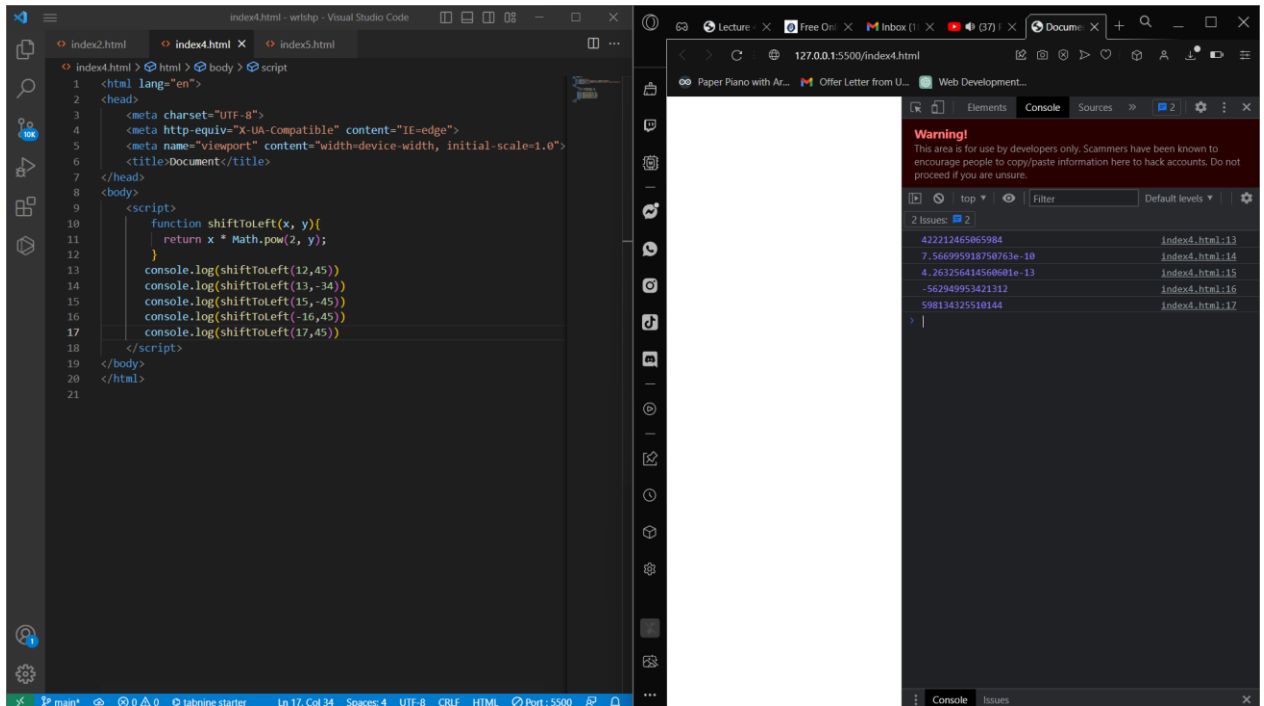 index4.html - wrlshp - Visual Studio Code
index2.html index4.html index5.html
index4.html > html > body > script
1 <html lang="en">
2 <head>
3 <meta charset="UTF-8">
4 <meta http-equiv="X-UA-Compatible" content="IE=edge">
5 <meta name="viewport" content="width=device-width, initial-scale=1.0">
6 <title>Document</title>
7 </head>
8 <body>
9 <script>
10 function shiftToLeft(x, y){
11 return x * Math.pow(2, y);
12 }
13 console.log(shiftToLeft(12,45))
14 console.log(shiftToLeft(13,-34))
15 console.log(shiftToLeft(15,-45))
16 console.log(shiftToLeft(-16,45))
17 console.log(shiftToLeft(17,45))
18 </script>
19 </body>
20 </html>
21
10K
1
main* 0 0 tabnine starter Ln 17, Col 34 Spaces: 4 UTF-8 CRLF HTML Port : 5500
Lecture Free Onl Inbox (1 (37) F Docume
127.0.0.1:5500/index4.html
Paper Piano with Ar... Offer Letter from U... Web Development...
Elements Console Sources » 2
Warning!
This area is for use by developers only. Scammers have been known to
encourage people to copy/paste information here to hack accounts. Do not
proceed if you are unsure.
top Filter Default levels
2 Issues: 2
422212465065984 index4.html:13
7.566995918750763e-10 index4.html:14
4.263256414560601e-13 index4.html:15
-562949953421312 index4.html:16
598134325510144 index4.html:17
>
Console Issues